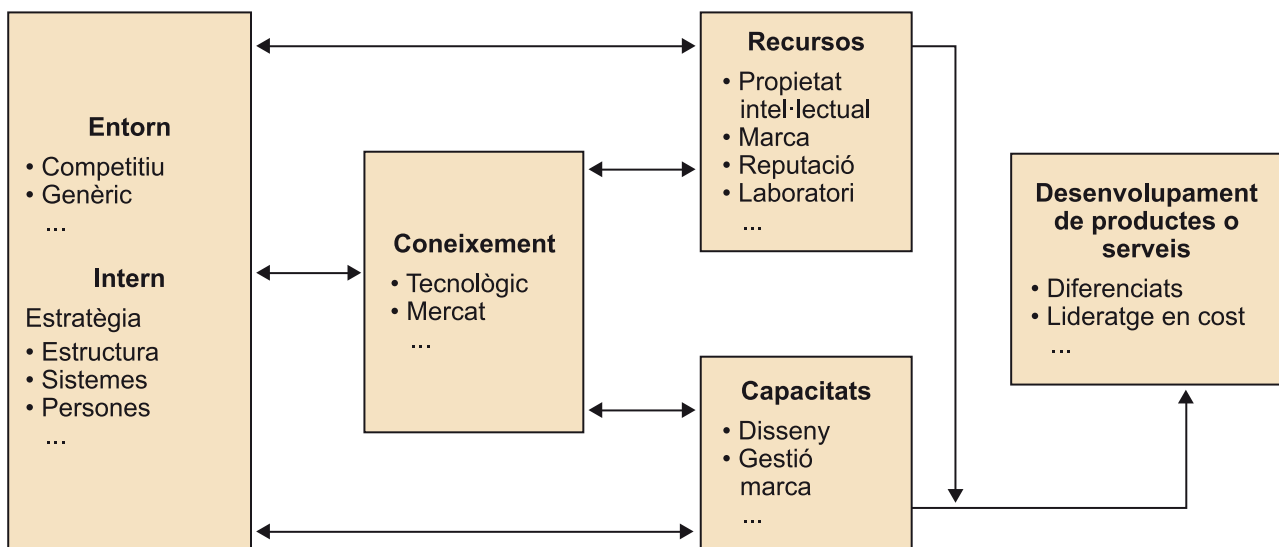 Entorn
• Competitiu
• Genèric
...
Intern
Estratègia
• Estructura
• Sistemes
• Persones
...
Coneixement
• Tecnològic
• Mercat
...
Recursos
• Propietat
intel·lectual
• Marca
• Reputació
• Laboratori
...
Capacitats
• Disseny
• Gestió
marca
...
Desenvolupament
de productes o
serveis
• Diferenciats
• Lideratge en cost
...